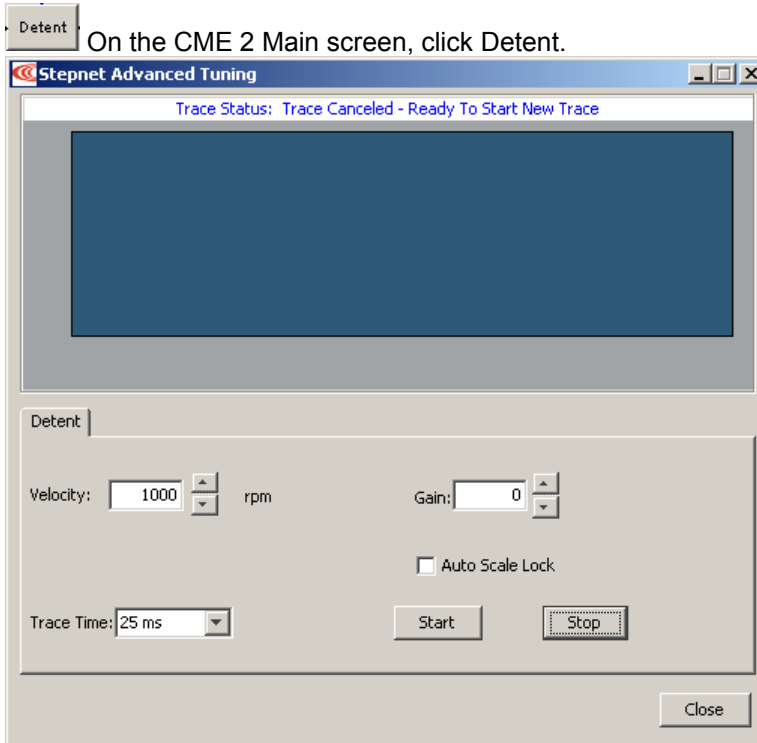 Detent
On the CME 2 Main screen, click Detent.
Stepnet Advanced Tuning
Trace Status: Trace Canceled - Ready To Start New Trace
Detent
Velocity: 1000 rpm Gain: 0
Auto Scale Lock
Trace Time: 25 ms Start Stop
Close